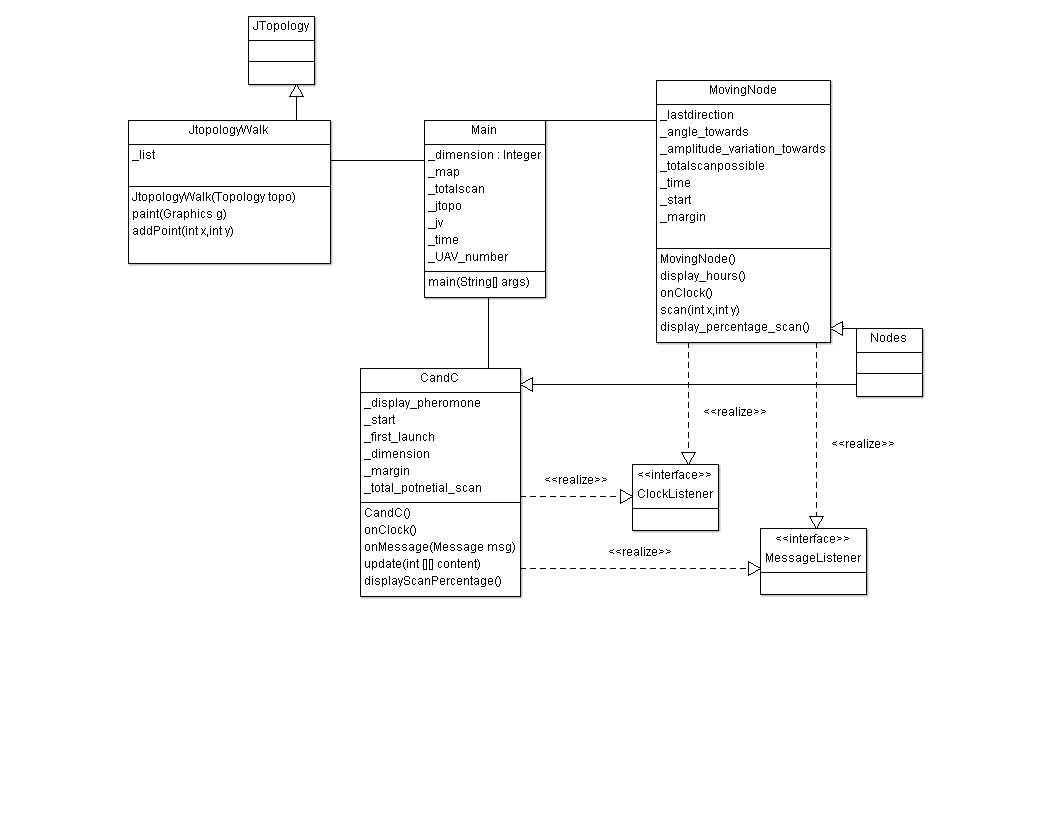 JTopology
JtopologyWalk
_list
JtopologyWalk(Topology topo)
paint(Graphics g)
addPoint(int x,int y)
Main
_dimension : Integer
_map
_totalscan
_jtopo
_jv
_time
_UAV_number
main(String[] args)
MovingNode
_lastdirection
_angle_towards
_amplitude_variation_towards
_totalscanpossible
_time
_start
_margin
MovingNode()
display_hours()
onClock()
scan(int x,int y)
display_percentage_scan()
Nodes
CandC
_display_pheromone
_start
_first_launch
_dimension
_margin
_total_potnetial_scan
CandC()
onClock()
onMessage(Message msg)
update(int [][] content)
displayScanPercentage()
<<realize>>
<<realize>>
<<realize>>
<<realize>>
<<interface>>
ClockListener
<<interface>>
MessageListener